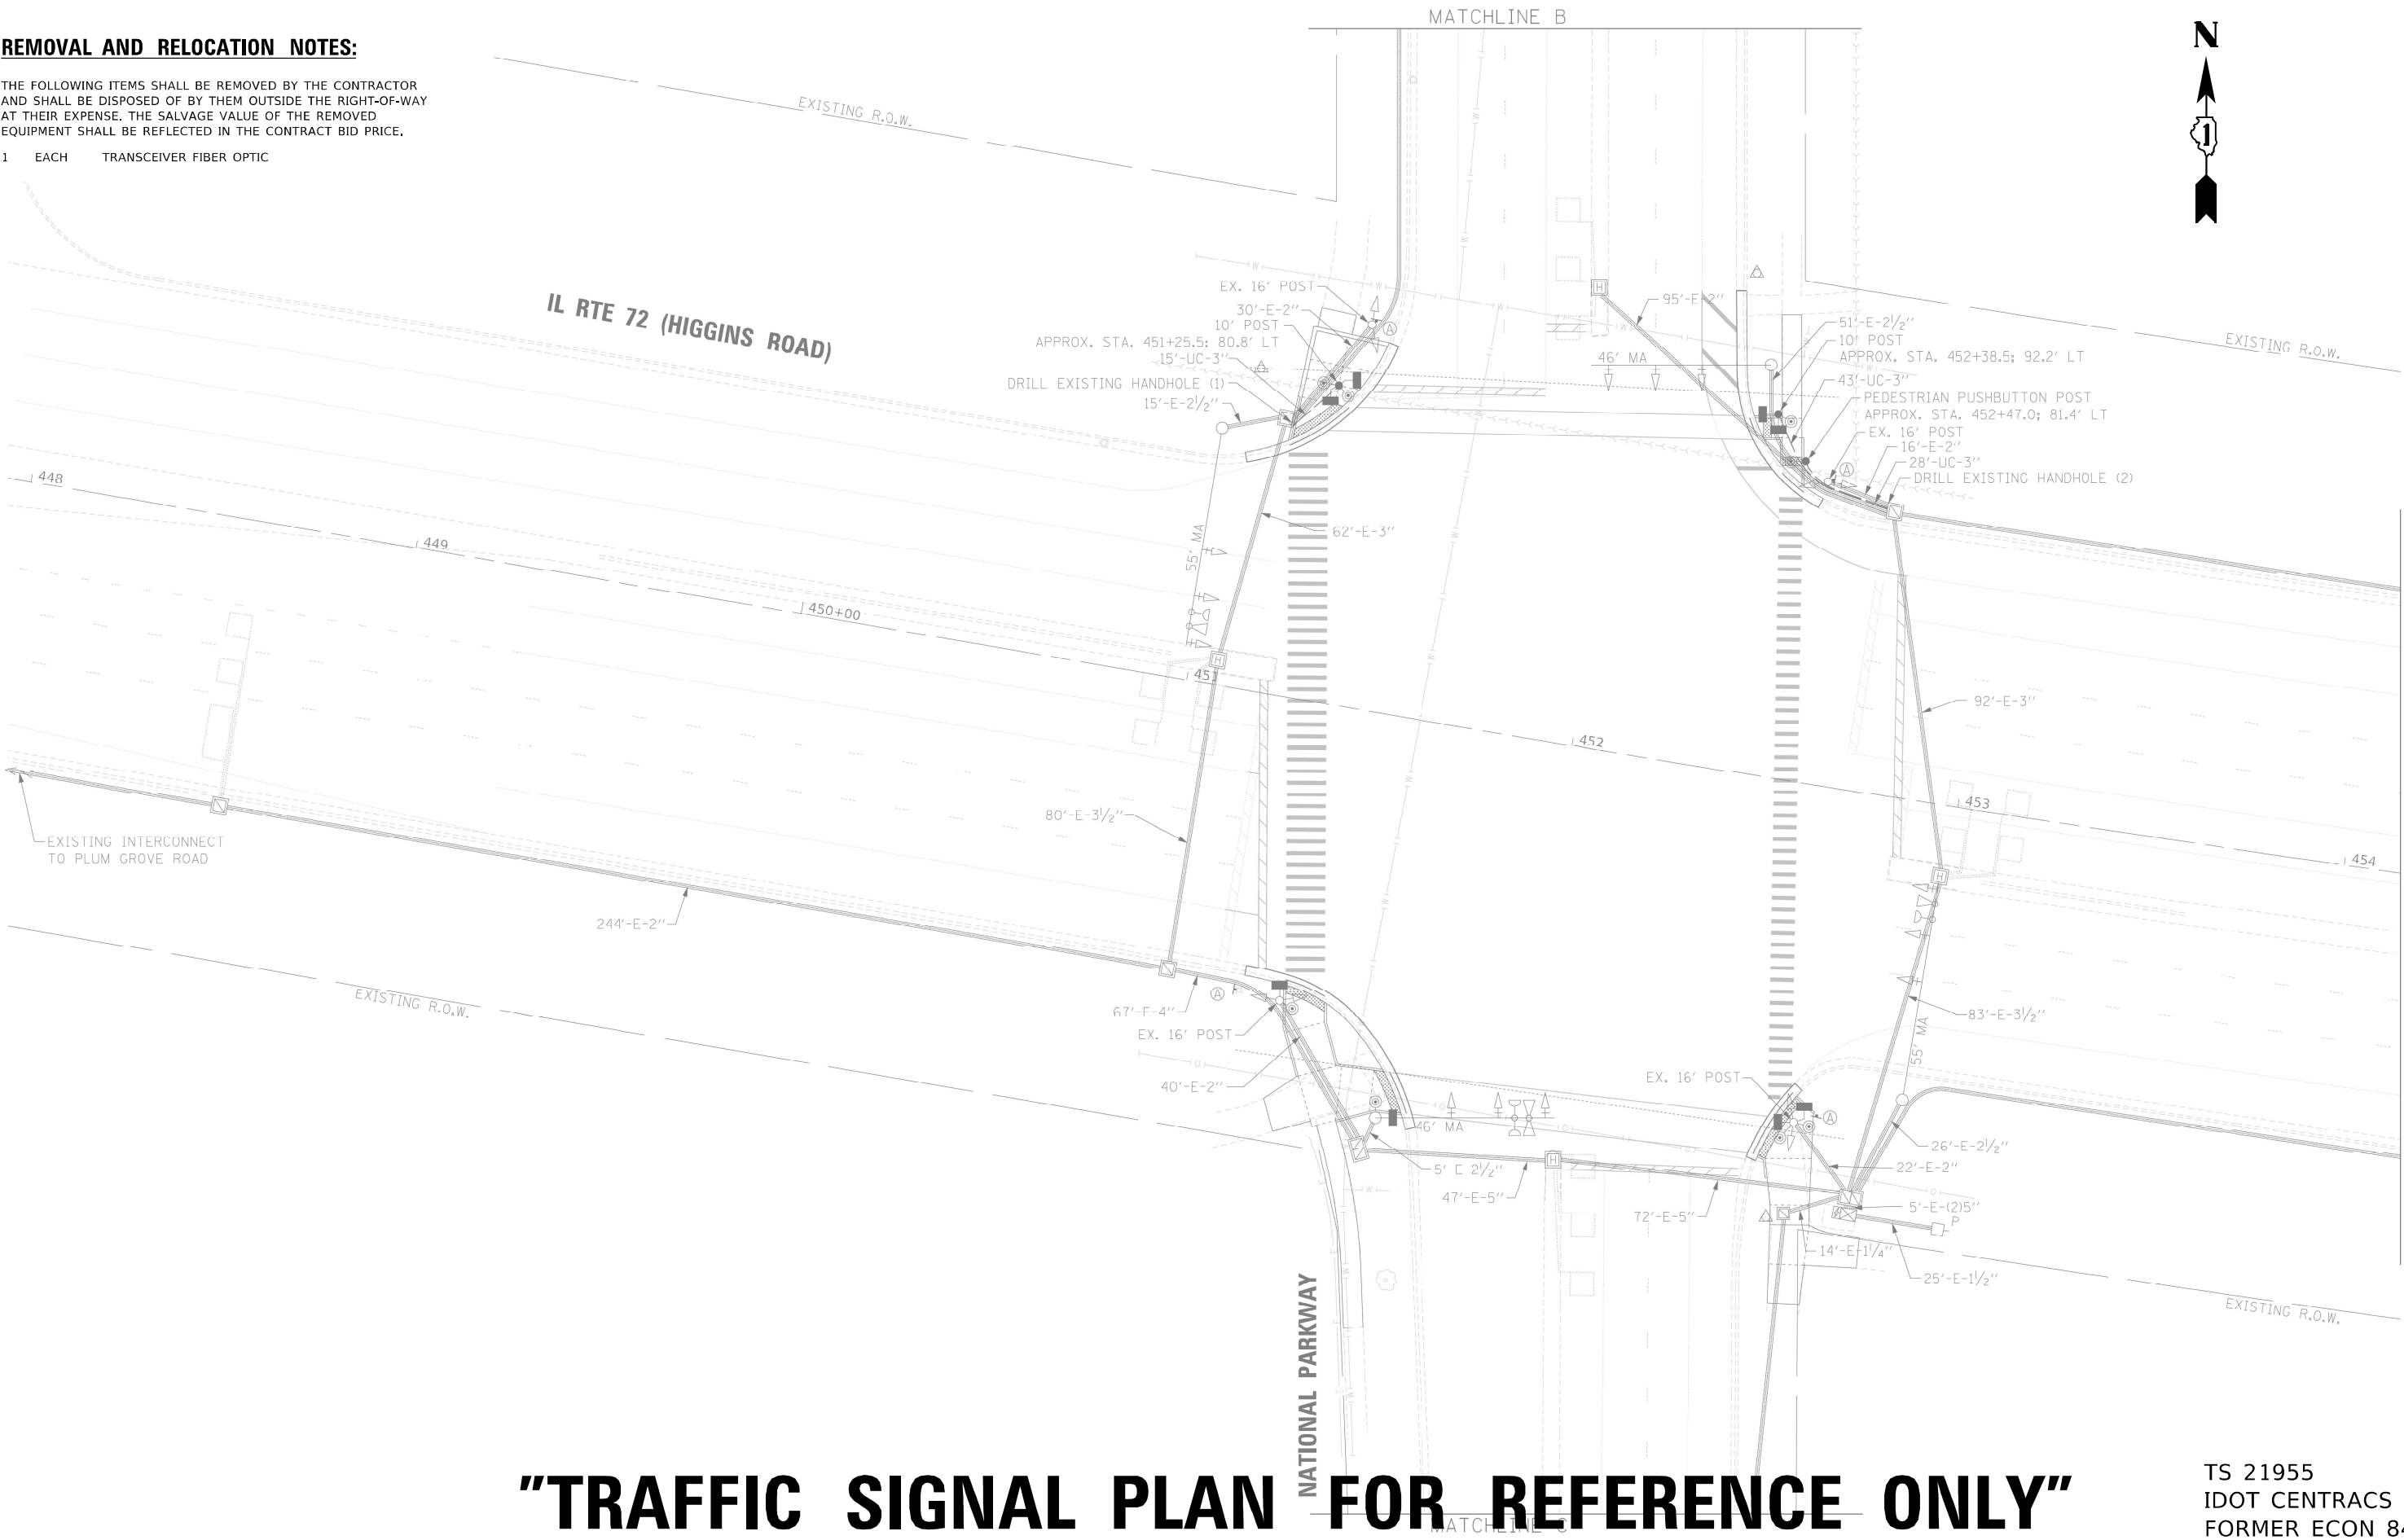 MATCHLINE B
REMOVAL AND RELOCATION NOTES:
THE FOLLOWING ITEMS SHALL BE REMOVED BY THE CONTRACTOR
AND SHALL BE DISPOSED OF BY THEM OUTSIDE THE RIGHT-OF-WAY
AT THEIR EXPENSE. THE SALVAGE VALUE OF THE REMOVED
EQUIPMENT SHALL BE REFLECTED IN THE CONTRACT BID PRICE.
1 EACH TRANSCEIVER FIBER OPTIC
N
1
EXISTING R.O.W.
IL RTE 72 (HIGGINS ROAD)
EX. 16' POST
30'-E-2"
10' POST
APPROX. STA. 451+25.5; 80.8' LT
15'-UC-3"
DRILL EXISTING HANDHOLE (1)
15'-E-2½"
A
H
95'-E-2"
46' MA
51'-E-2½"
10' POST
APPROX. STA. 452+38.5; 92.2' LT
43'-UC-3"
PEDESTRIAN PUSHBUTTON POST
APPROX. STA. 452+47.0; 81.4' LT
EX. 16' POST
16'-E-2"
28'-UC-3"
DRILL EXISTING HANDHOLE (2)
A
EXISTING R.O.W.
448
449
450+00
451
452
453
454
55' MA
62'-E-3"
H
92'-E-3"
80'-E-3½"
H
EXISTING INTERCONNECT
TO PLUM GROVE ROAD
244'-E-2"
EXISTING R.O.W.
A
67'-E-4"
EX. 16' POST
40'-E-2"
46' MA
5' E 2½"
47'-E-5"
H
72'-E-5"
EX. 16' POST
A
83'-E-3½"
55' MA
26'-E-2½"
22'-E-2"
5'-E-(2)5"
P
14'-E-1¼"
25'-E-1½"
EXISTING R.O.W.
NATIONAL PARKWAY
"TRAFFIC SIGNAL PLAN FOR REFERENCE ONLY"
MATCHLINE C
TS 21955
IDOT CENTRACS
FORMER ECON